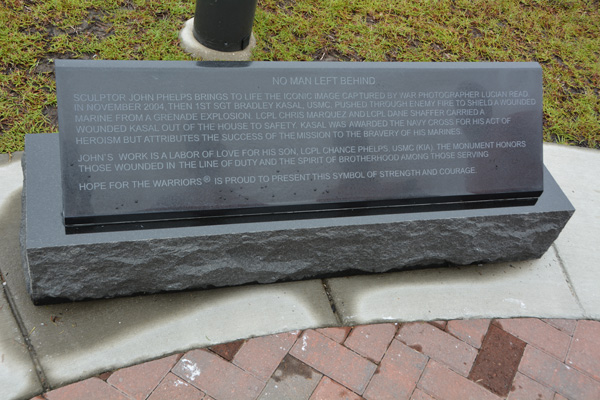 NO MAN LEFT BEHIND
SCULPTOR JOHN PHELPS BRINGS TO LIFE THE ICONIC IMAGE CAPTURED BY WAR PHOTOGRAPHER LUCIAN READ.
IN NOVEMBER 2004, THEN 1ST SGT BRADLEY KASAL, USMC, PUSHED THROUGH ENEMY FIRE TO SHIELD A WOUNDED
MARINE FROM A GRENADE EXPLOSION. LCPL CHRIS MARQUEZ AND LCPL DANE SHAFFER CARRIED A
WOUNDED KASAL OUT OF THE HOUSE TO SAFETY. KASAL WAS AWARDED THE NAVY CROSS FOR HIS ACT OF
HEROISM BUT ATTRIBUTES THE SUCCESS OF THE MISSION TO THE BRAVERY OF HIS MARINES.
JOHN'S WORK IS A LABOR OF LOVE FOR HIS SON, LCPL CHANCE PHELPS, USMC (KIA). THE MONUMENT HONORS
THOSE WOUNDED IN THE LINE OF DUTY AND THE SPIRIT OF BROTHERHOOD AMONG THOSE SERVING.
HOPE FOR THE WARRIORS® IS PROUD TO PRESENT THIS SYMBOL OF STRENGTH AND COURAGE.